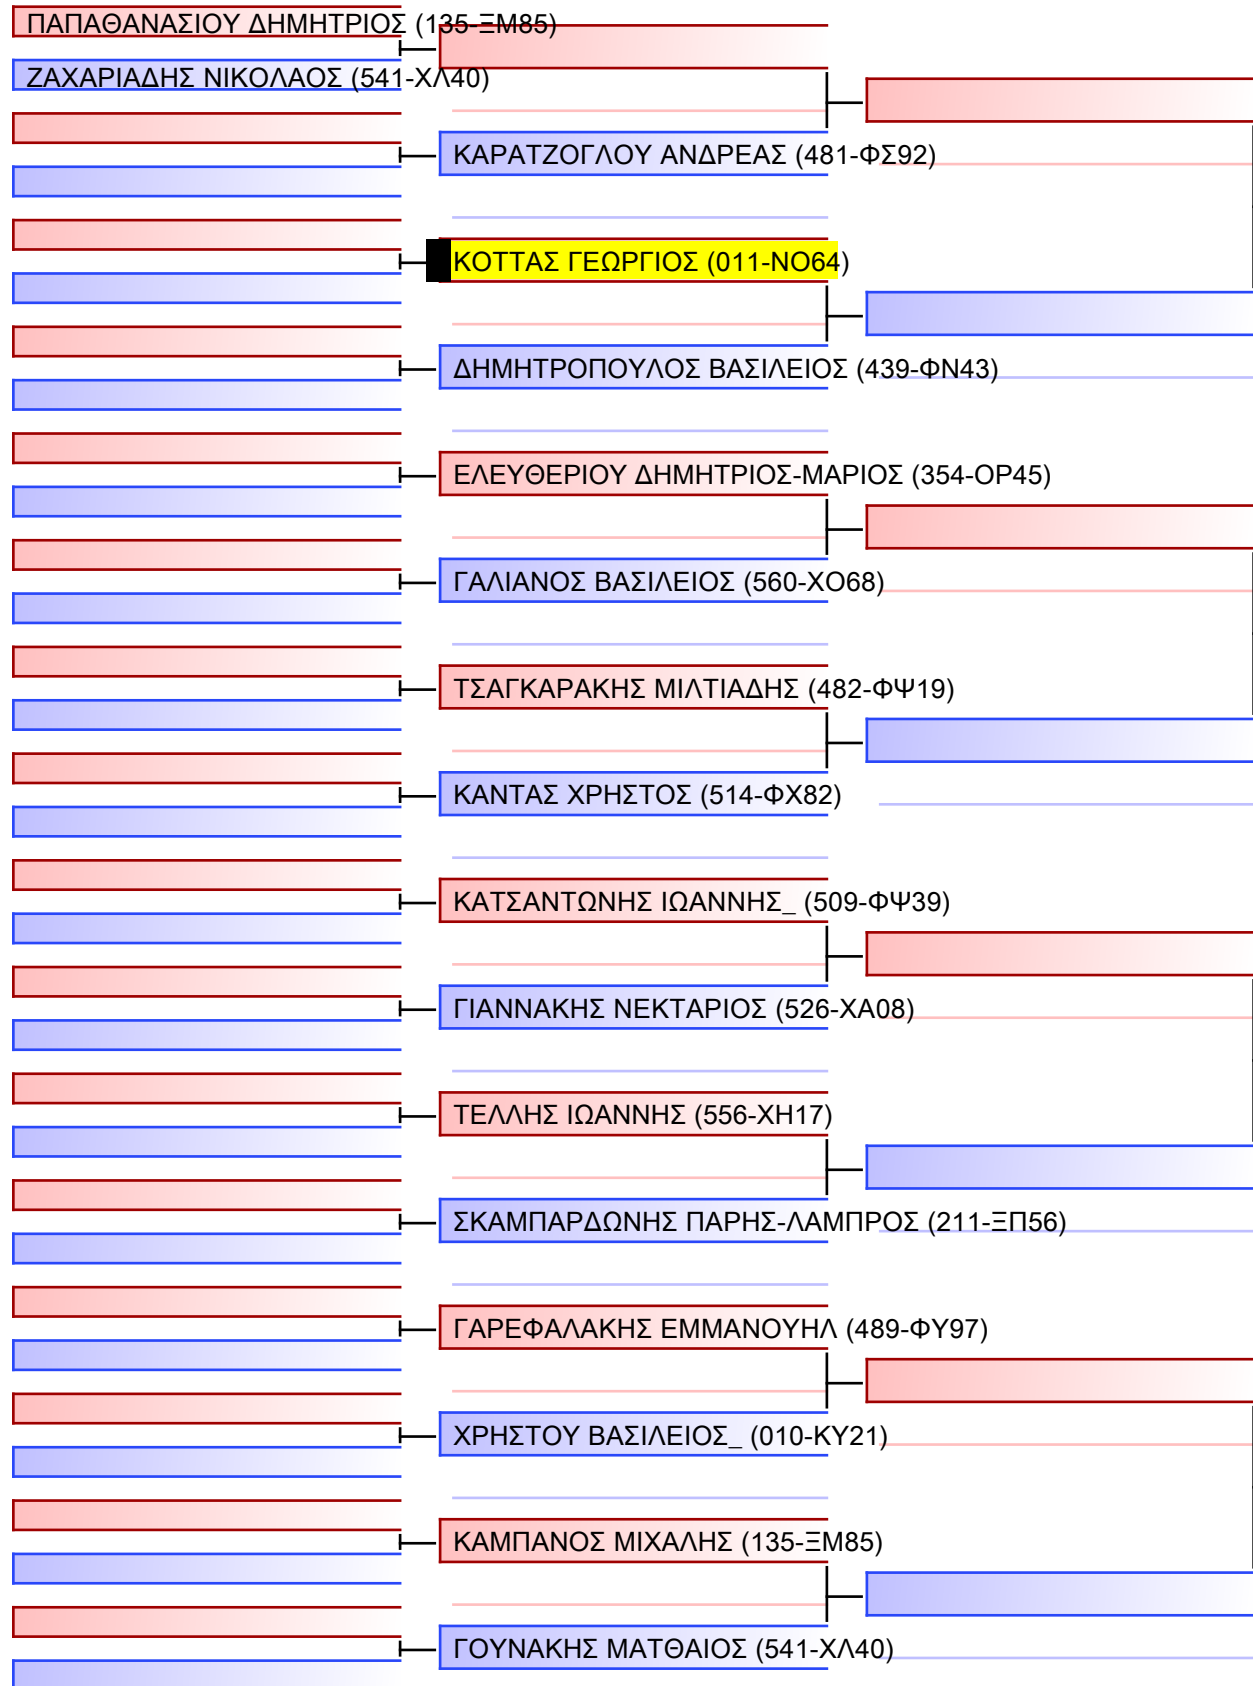 ΠΑΠΑΘΑΝΑΣΙΟΥ ΔΗΜΗΤΡΙΟΣ (135-ΞΜ85)
ΖΑΧΑΡΙΑΔΗΣ ΝΙΚΟΛΑΟΣ (541-ΧΛ40)
ΚΑΡΑΤΖΟΓΛΟΥ ΑΝΔΡΕΑΣ (481-ΦΣ92)
ΚΟΤΤΑΣ ΓΕΩΡΓΙΟΣ (011-ΝΟ64)
ΔΗΜΗΤΡΟΠΟΥΛΟΣ ΒΑΣΙΛΕΙΟΣ (439-ΦΝ43)
ΕΛΕΥΘΕΡΙΟΥ ΔΗΜΗΤΡΙΟΣ-ΜΑΡΙΟΣ (354-ΟΡ45)
ΓΑΛΙΑΝΟΣ ΒΑΣΙΛΕΙΟΣ (560-ΧΟ68)
ΤΣΑΓΚΑΡΑΚΗΣ ΜΙΛΤΙΑΔΗΣ (482-ΦΨ19)
ΚΑΝΤΑΣ ΧΡΗΣΤΟΣ (514-ΦΧ82)
ΚΑΤΣΑΝΤΩΝΗΣ ΙΩΑΝΝΗΣ_ (509-ΦΨ39)
ΓΙΑΝΝΑΚΗΣ ΝΕΚΤΑΡΙΟΣ (526-ΧΑ08)
ΤΕΛΛΗΣ ΙΩΑΝΝΗΣ (556-ΧΗ17)
ΣΚΑΜΠΑΡΔΩΝΗΣ ΠΑΡΗΣ-ΛΑΜΠΡΟΣ (211-ΞΠ56)
ΓΑΡΕΦΑΛΑΚΗΣ ΕΜΜΑΝΟΥΗΛ (489-ΦΥ97)
ΧΡΗΣΤΟΥ ΒΑΣΙΛΕΙΟΣ_ (010-ΚΥ21)
ΚΑΜΠΑΝΟΣ ΜΙΧΑΛΗΣ (135-ΞΜ85)
ΓΟΥΝΑΚΗΣ ΜΑΤΘΑΙΟΣ (541-ΧΛ40)